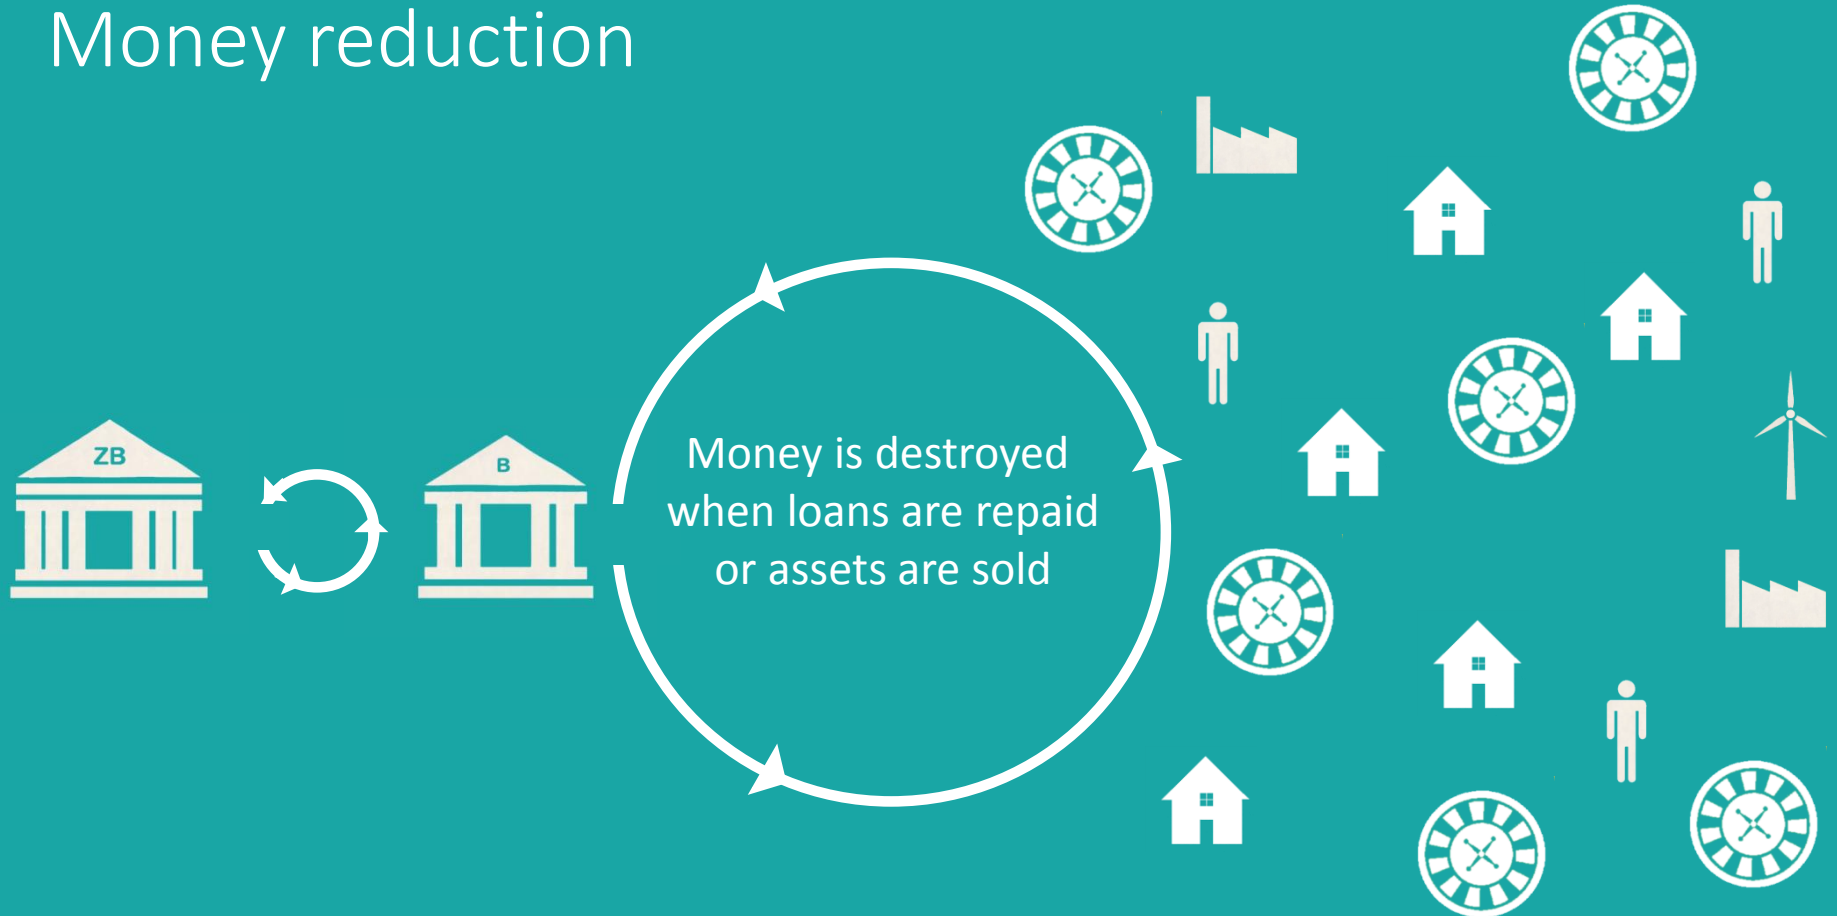 Money reduction
ZB
B
Money is destroyed
when loans are repaid
or assets are sold